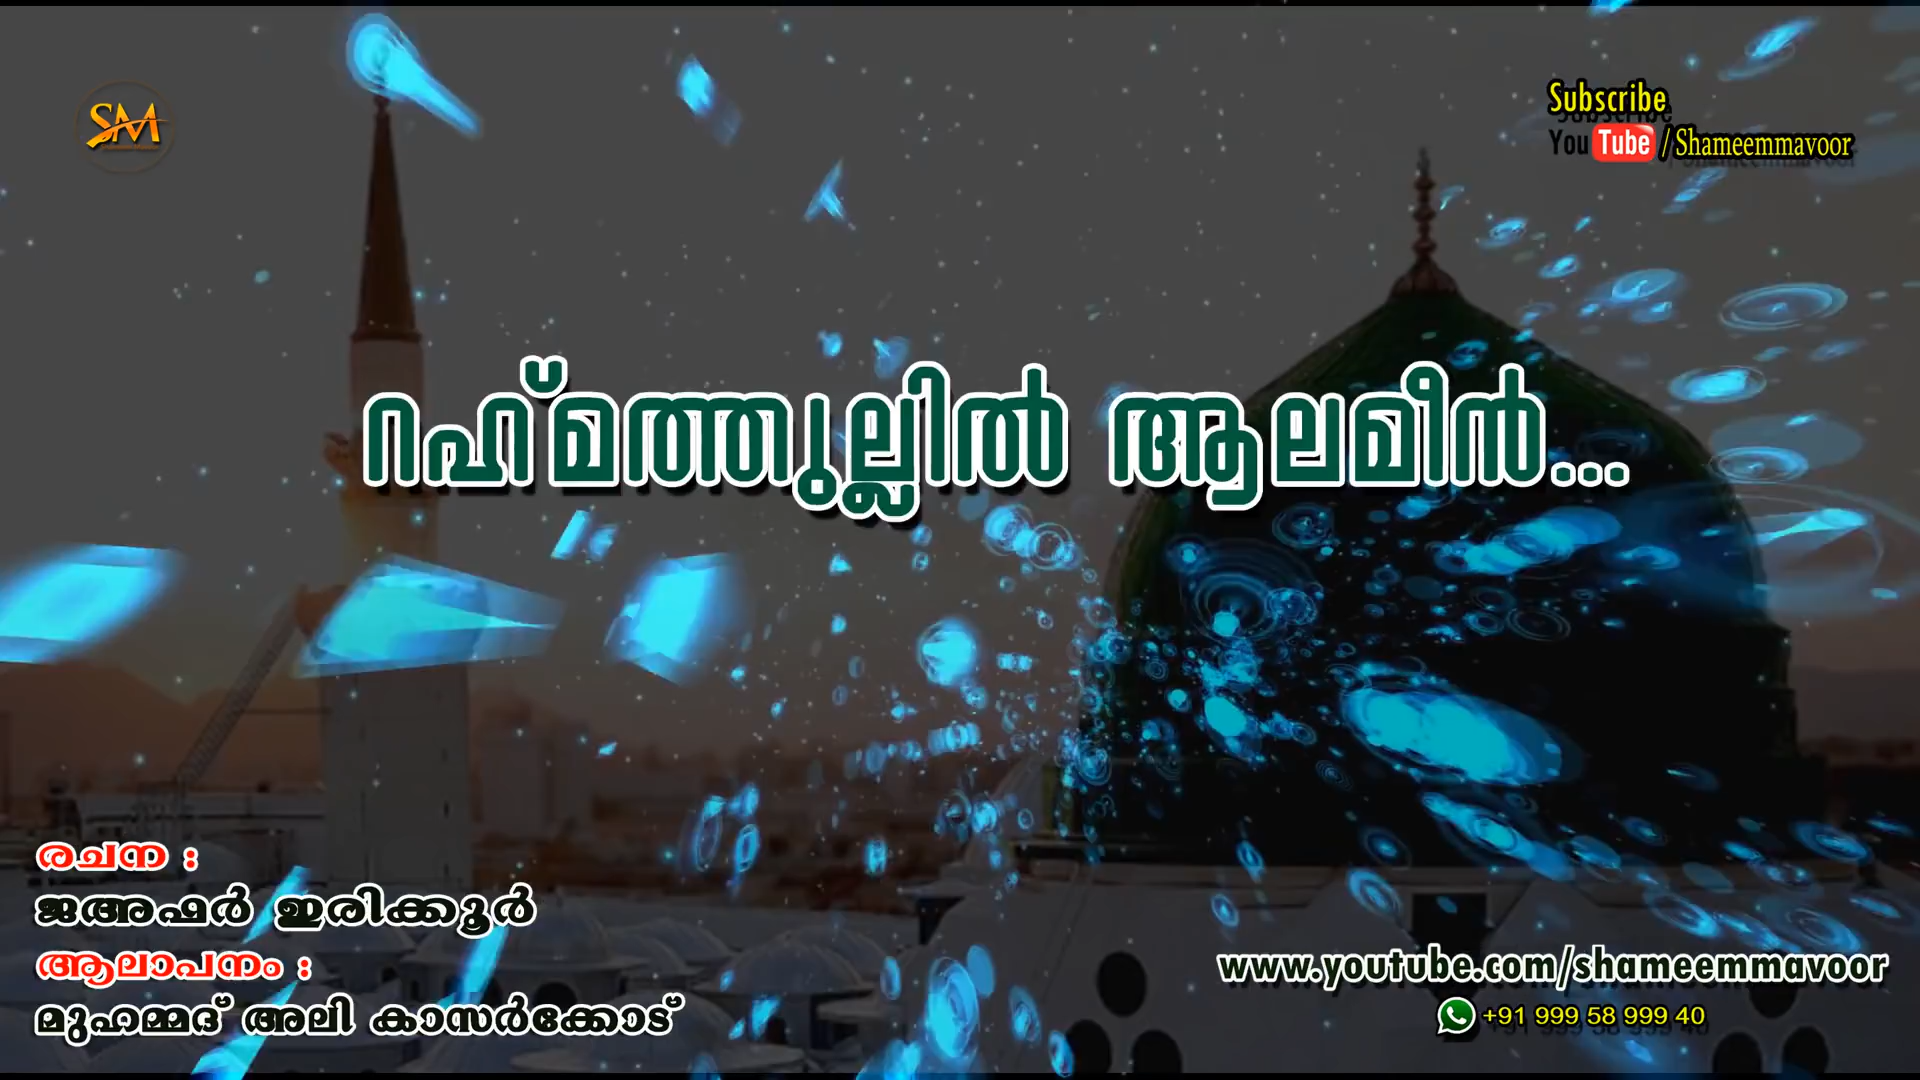 SM
Subscribe
YouTube/Shameemmavoor
റഹ്മത്തുല്ലിൽ ആലമീൻ...
രചന :
ജഅഫർ ഇരിക്കൂർ
ആലാപനം :
മുഹമ്മദ് അലി കാസർക്കോട്
www.youtube.com/shameemmavoor
+91 999 58 999 40